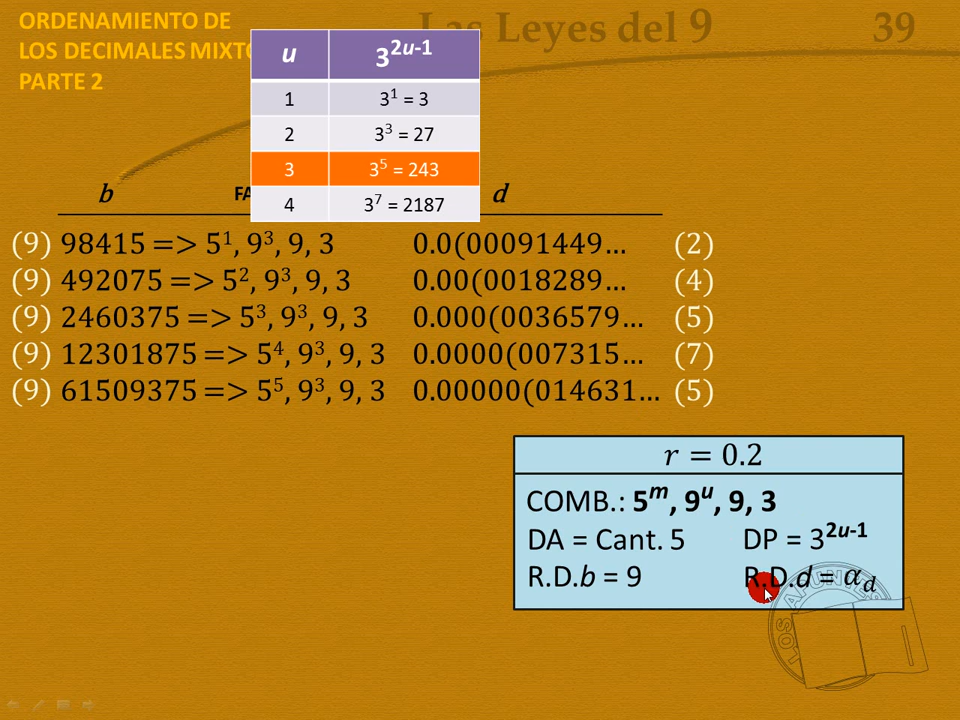 ORDENAMIENTO DE
LOS DECIMALES MIXTO
PARTE 2
Las Leyes del 9
39
u 3^{2u-1}
1 3^1 = 3
2 3^3 = 27
3 3^5 = 243
4 3^7 = 2187
b FA d
(9) 98415 => 5^1, 9^3, 9, 3 0.0(00091449… (2)
(9) 492075 => 5^2, 9^3, 9, 3 0.00(0018289… (4)
(9) 2460375 => 5^3, 9^3, 9, 3 0.000(0036579… (5)
(9) 12301875 => 5^4, 9^3, 9, 3 0.0000(007315… (7)
(9) 61509375 => 5^5, 9^3, 9, 3 0.00000(014631… (5)
r = 0.2
COMB.: 5^m, 9^u, 9, 3
DA = Cant. 5 DP = 3^{2u-1}
R.D.b = 9 R.D.d = α_d
LOS APUNTES